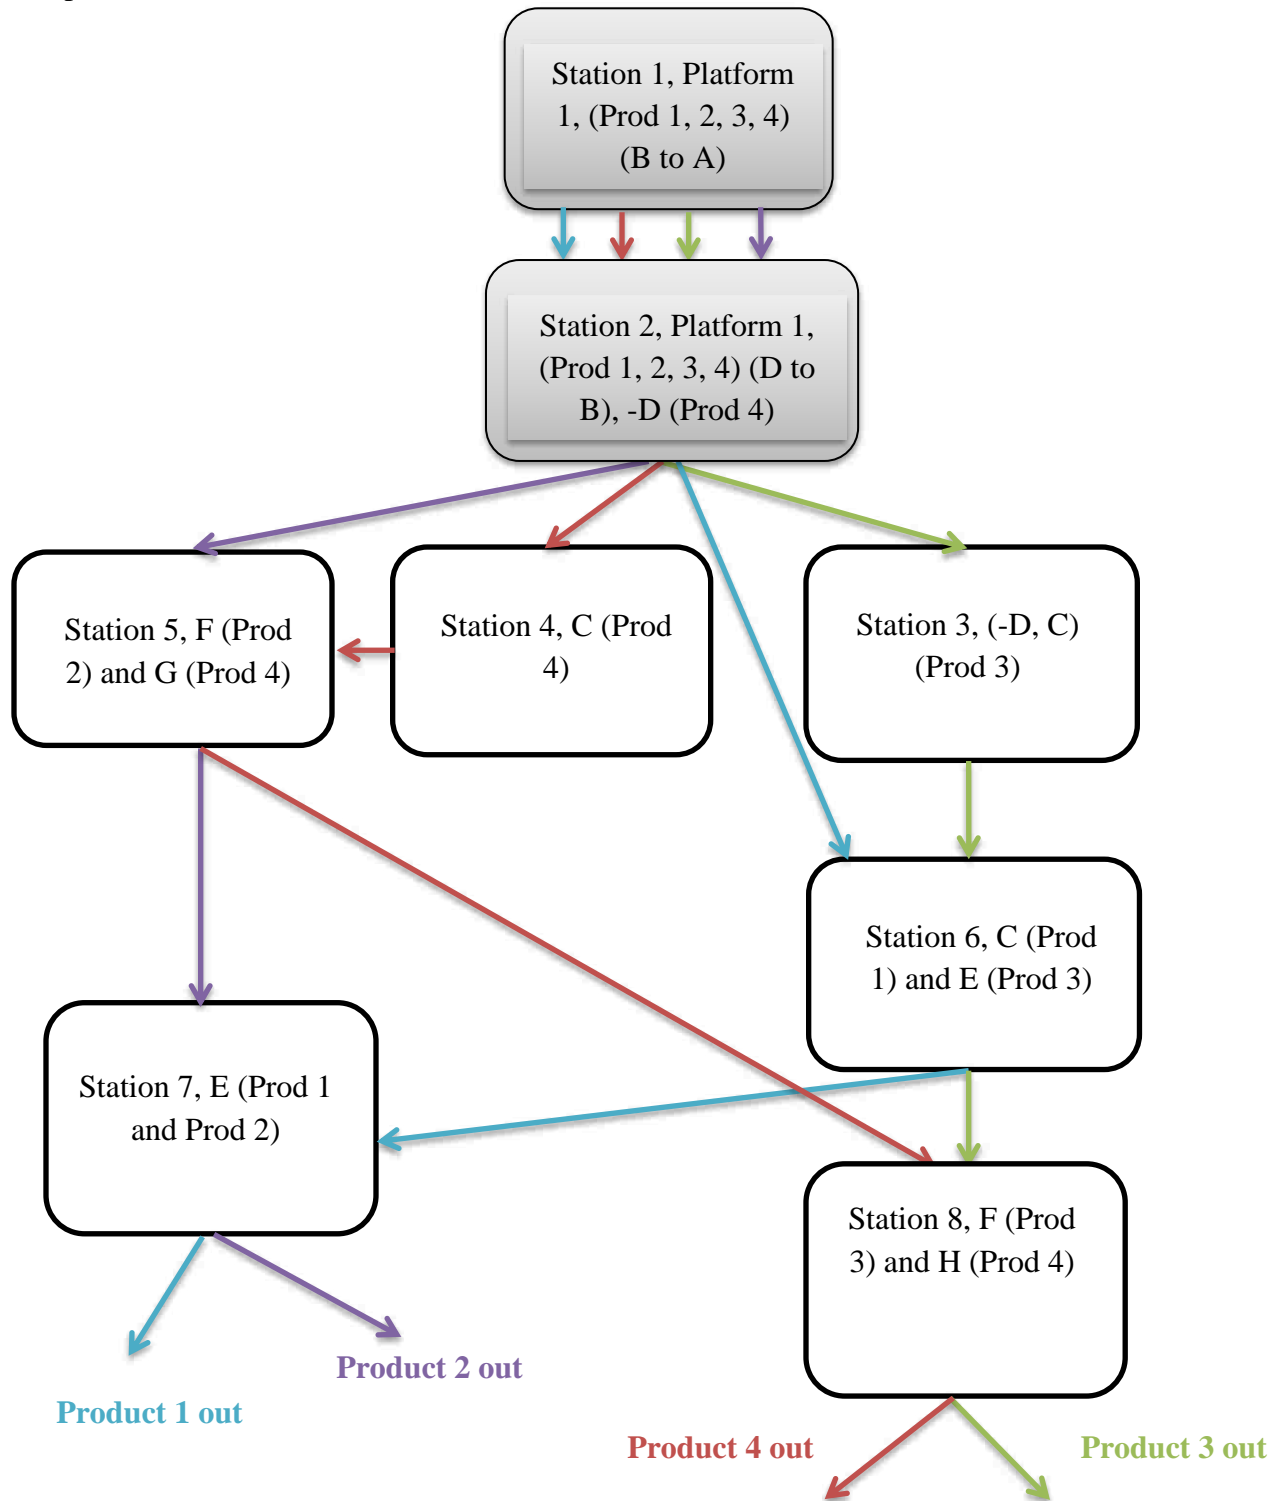 Station 1, Platform
1, (Prod 1, 2, 3, 4)
(B to A)
Station 2, Platform 1,
(Prod 1, 2, 3, 4) (D to
B), -D (Prod 4)
Station 5, F (Prod
2) and G (Prod 4)
Station 4, C (Prod
4)
Station 3, (-D, C)
(Prod 3)
Station 6, C (Prod
1) and E (Prod 3)
Station 7, E (Prod 1
and Prod 2)
Station 8, F (Prod
3) and H (Prod 4)
Product 2 out
Product 1 out
Product 4 out
Product 3 out